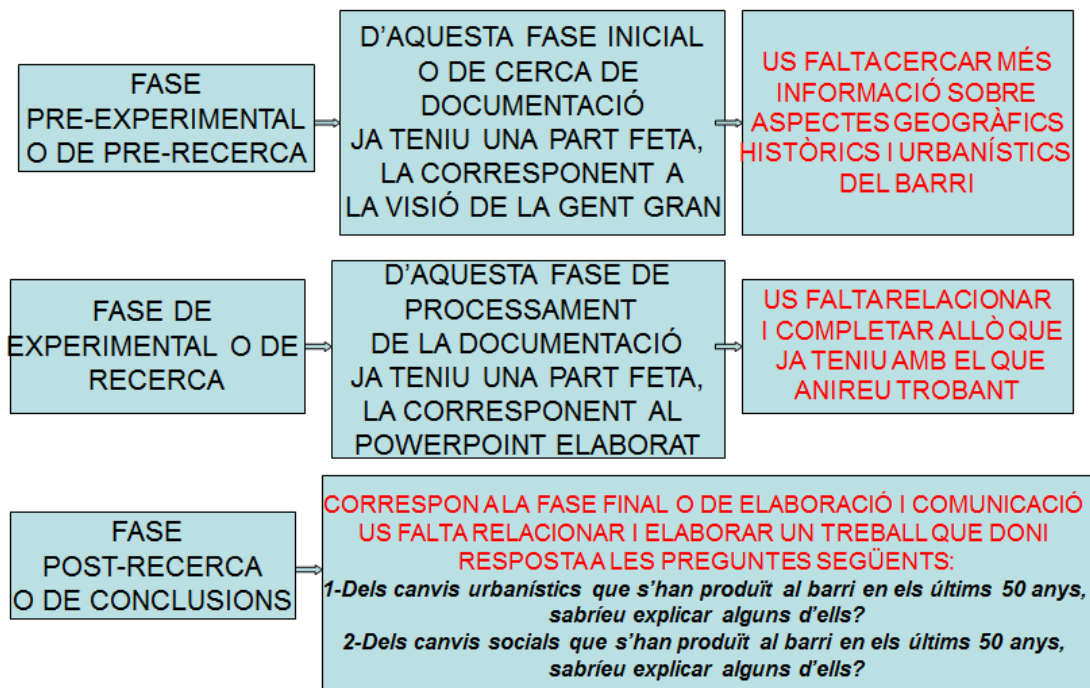 FASE
PRE-EXPERIMENTAL
O DE PRE-RECERCA
D'AQUESTA FASE INICIAL
O DE CERCA DE
DOCUMENTACIÓ
JA TENIU UNA PART FETA,
LA CORRESPONENT A
LA VISIÓ DE LA GENT GRAN
US FALTA CERCAR MÉS
INFORMACIÓ SOBRE
ASPECTES GEOGRÀFICS
HISTÒRICS I URBANÍSTICS
DEL BARRI
FASE DE
EXPERIMENTAL O DE
RECERCA
D'AQUESTA FASE DE
PROCESSAMENT
DE LA DOCUMENTACIÓ
JA TENIU UNA PART FETA,
LA CORRESPONENT AL
POWERPOINT ELABORAT
US FALTA RELACIONAR
I COMPLETAR ALLÒ QUE
JA TENIU AMB EL QUE
ANIREU TROBANT
FASE
POST-RECERCA
O DE CONCLUSIONS
CORRESPON A LA FASE FINAL O DE ELABORACIÓ I COMUNICACIÓ
US FALTA RELACIONAR I ELABORAR UN TREBALL QUE DONI
RESPOSTA A LES PREGUNTES SEGÜENTS:
1-Dels canvis urbanístics que s'han produït al barri en els últims 50 anys,
sabríeu explicar alguns d'ells?
2-Dels canvis socials que s'han produït al barri en els últims 50 anys,
sabríeu explicar alguns d'ells?